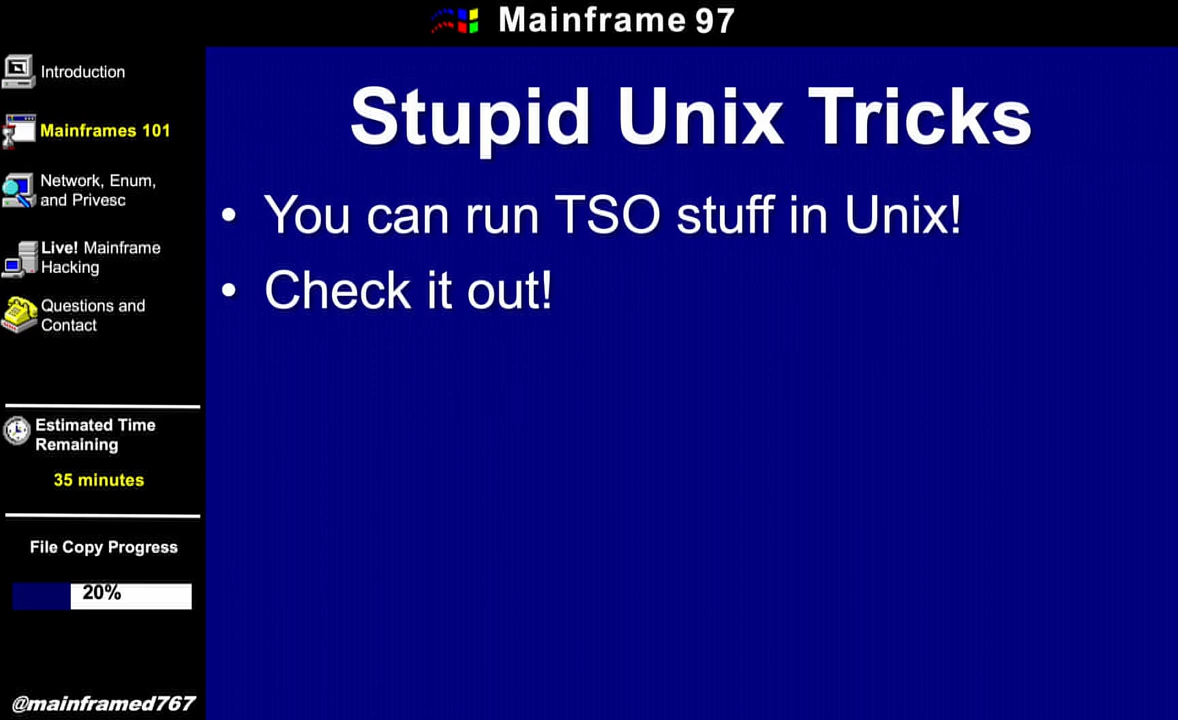 Mainframe 97
Introduction
Mainframes 101
Network, Enum,
and Privesc
Live! Mainframe
Hacking
Questions and
Contact
Estimated Time
Remaining
35 minutes
File Copy Progress
20%
@mainframed767
Stupid Unix Tricks
• You can run TSO stuff in Unix!
• Check it out!